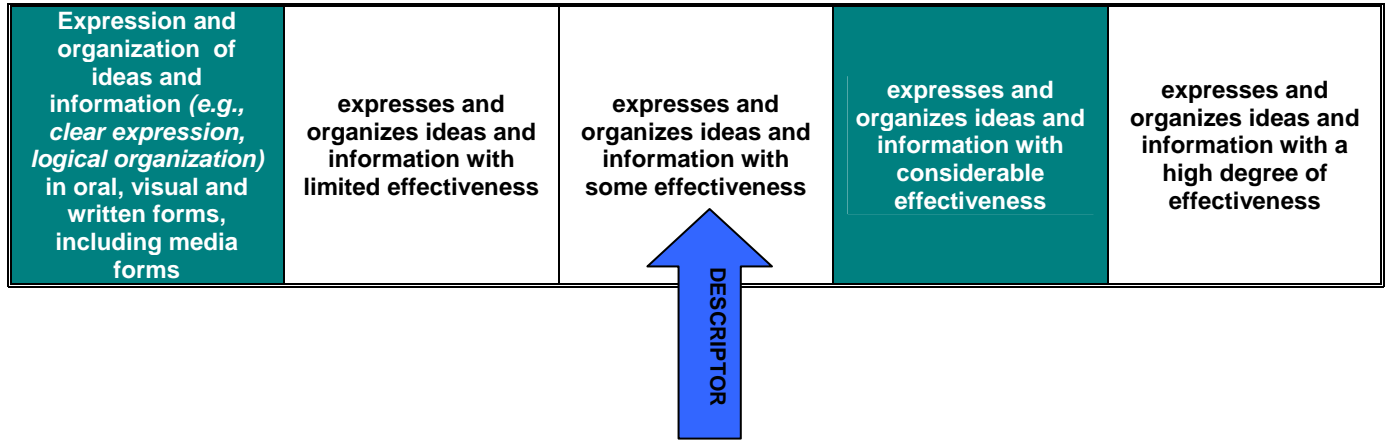 Expression and
organization of
ideas and
information (e.g.,
clear expression,
logical organization)
in oral, visual and
written forms,
including media
forms
expresses and
organizes ideas and
information with
limited effectiveness
expresses and
organizes ideas and
information with
some effectiveness
expresses and
organizes ideas and
information with
considerable
effectiveness
expresses and
organizes ideas and
information with a
high degree of
effectiveness
DESCRIPTOR